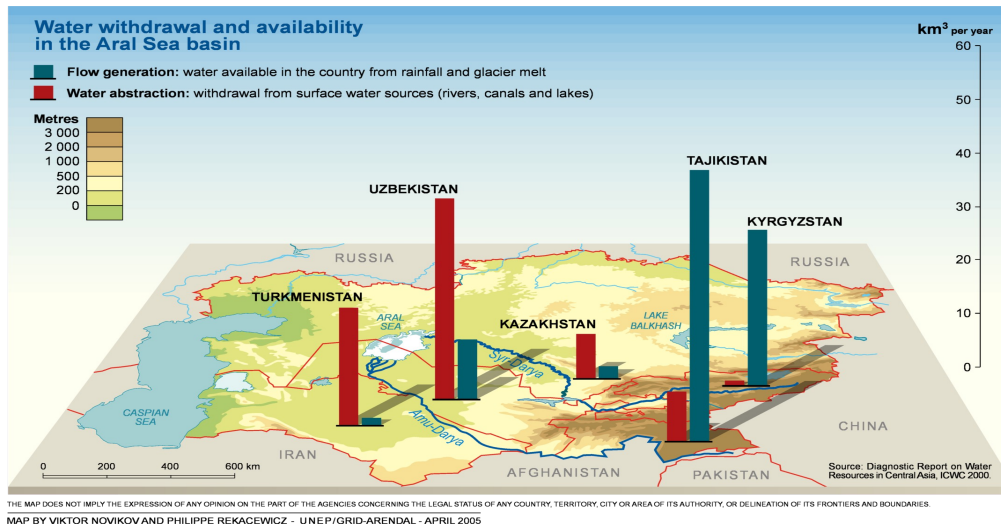 Water withdrawal and availability
in the Aral Sea basin
Flow generation: water available in the country from rainfall and glacier melt
Water abstraction: withdrawal from surface water sources (rivers, canals and lakes)
Metres
3 000
2 000
1 000
500
200
0
km³ per year
60
50
40
30
20
10
0
TAJIKISTAN
UZBEKISTAN
KYRGYZSTAN
RUSSIA
RUSSIA
TURKMENISTAN
ARAL
SEA
KAZAKHSTAN
LAKE
BALKHASH
Syr-Darya
CASPIAN
SEA
Amu-Darya
CHINA
IRAN
AFGHANISTAN
PAKISTAN
0 200 400 600 km
Source: Diagnostic Report on Water
Resources in Central Asia, ICWC 2000.
THE MAP DOES NOT IMPLY THE EXPRESSION OF ANY OPINION ON THE PART OF THE AGENCIES CONCERNING THE LEGAL STATUS OF ANY COUNTRY, TERRITORY, CITY OR AREA OF ITS AUTHORITY, OR DELINEATION OF ITS FRONTIERS AND BOUNDARIES.
MAP BY VIKTOR NOVIKOV AND PHILIPPE REKACEWICZ - UNEP/GRID-ARENDAL - APRIL 2005